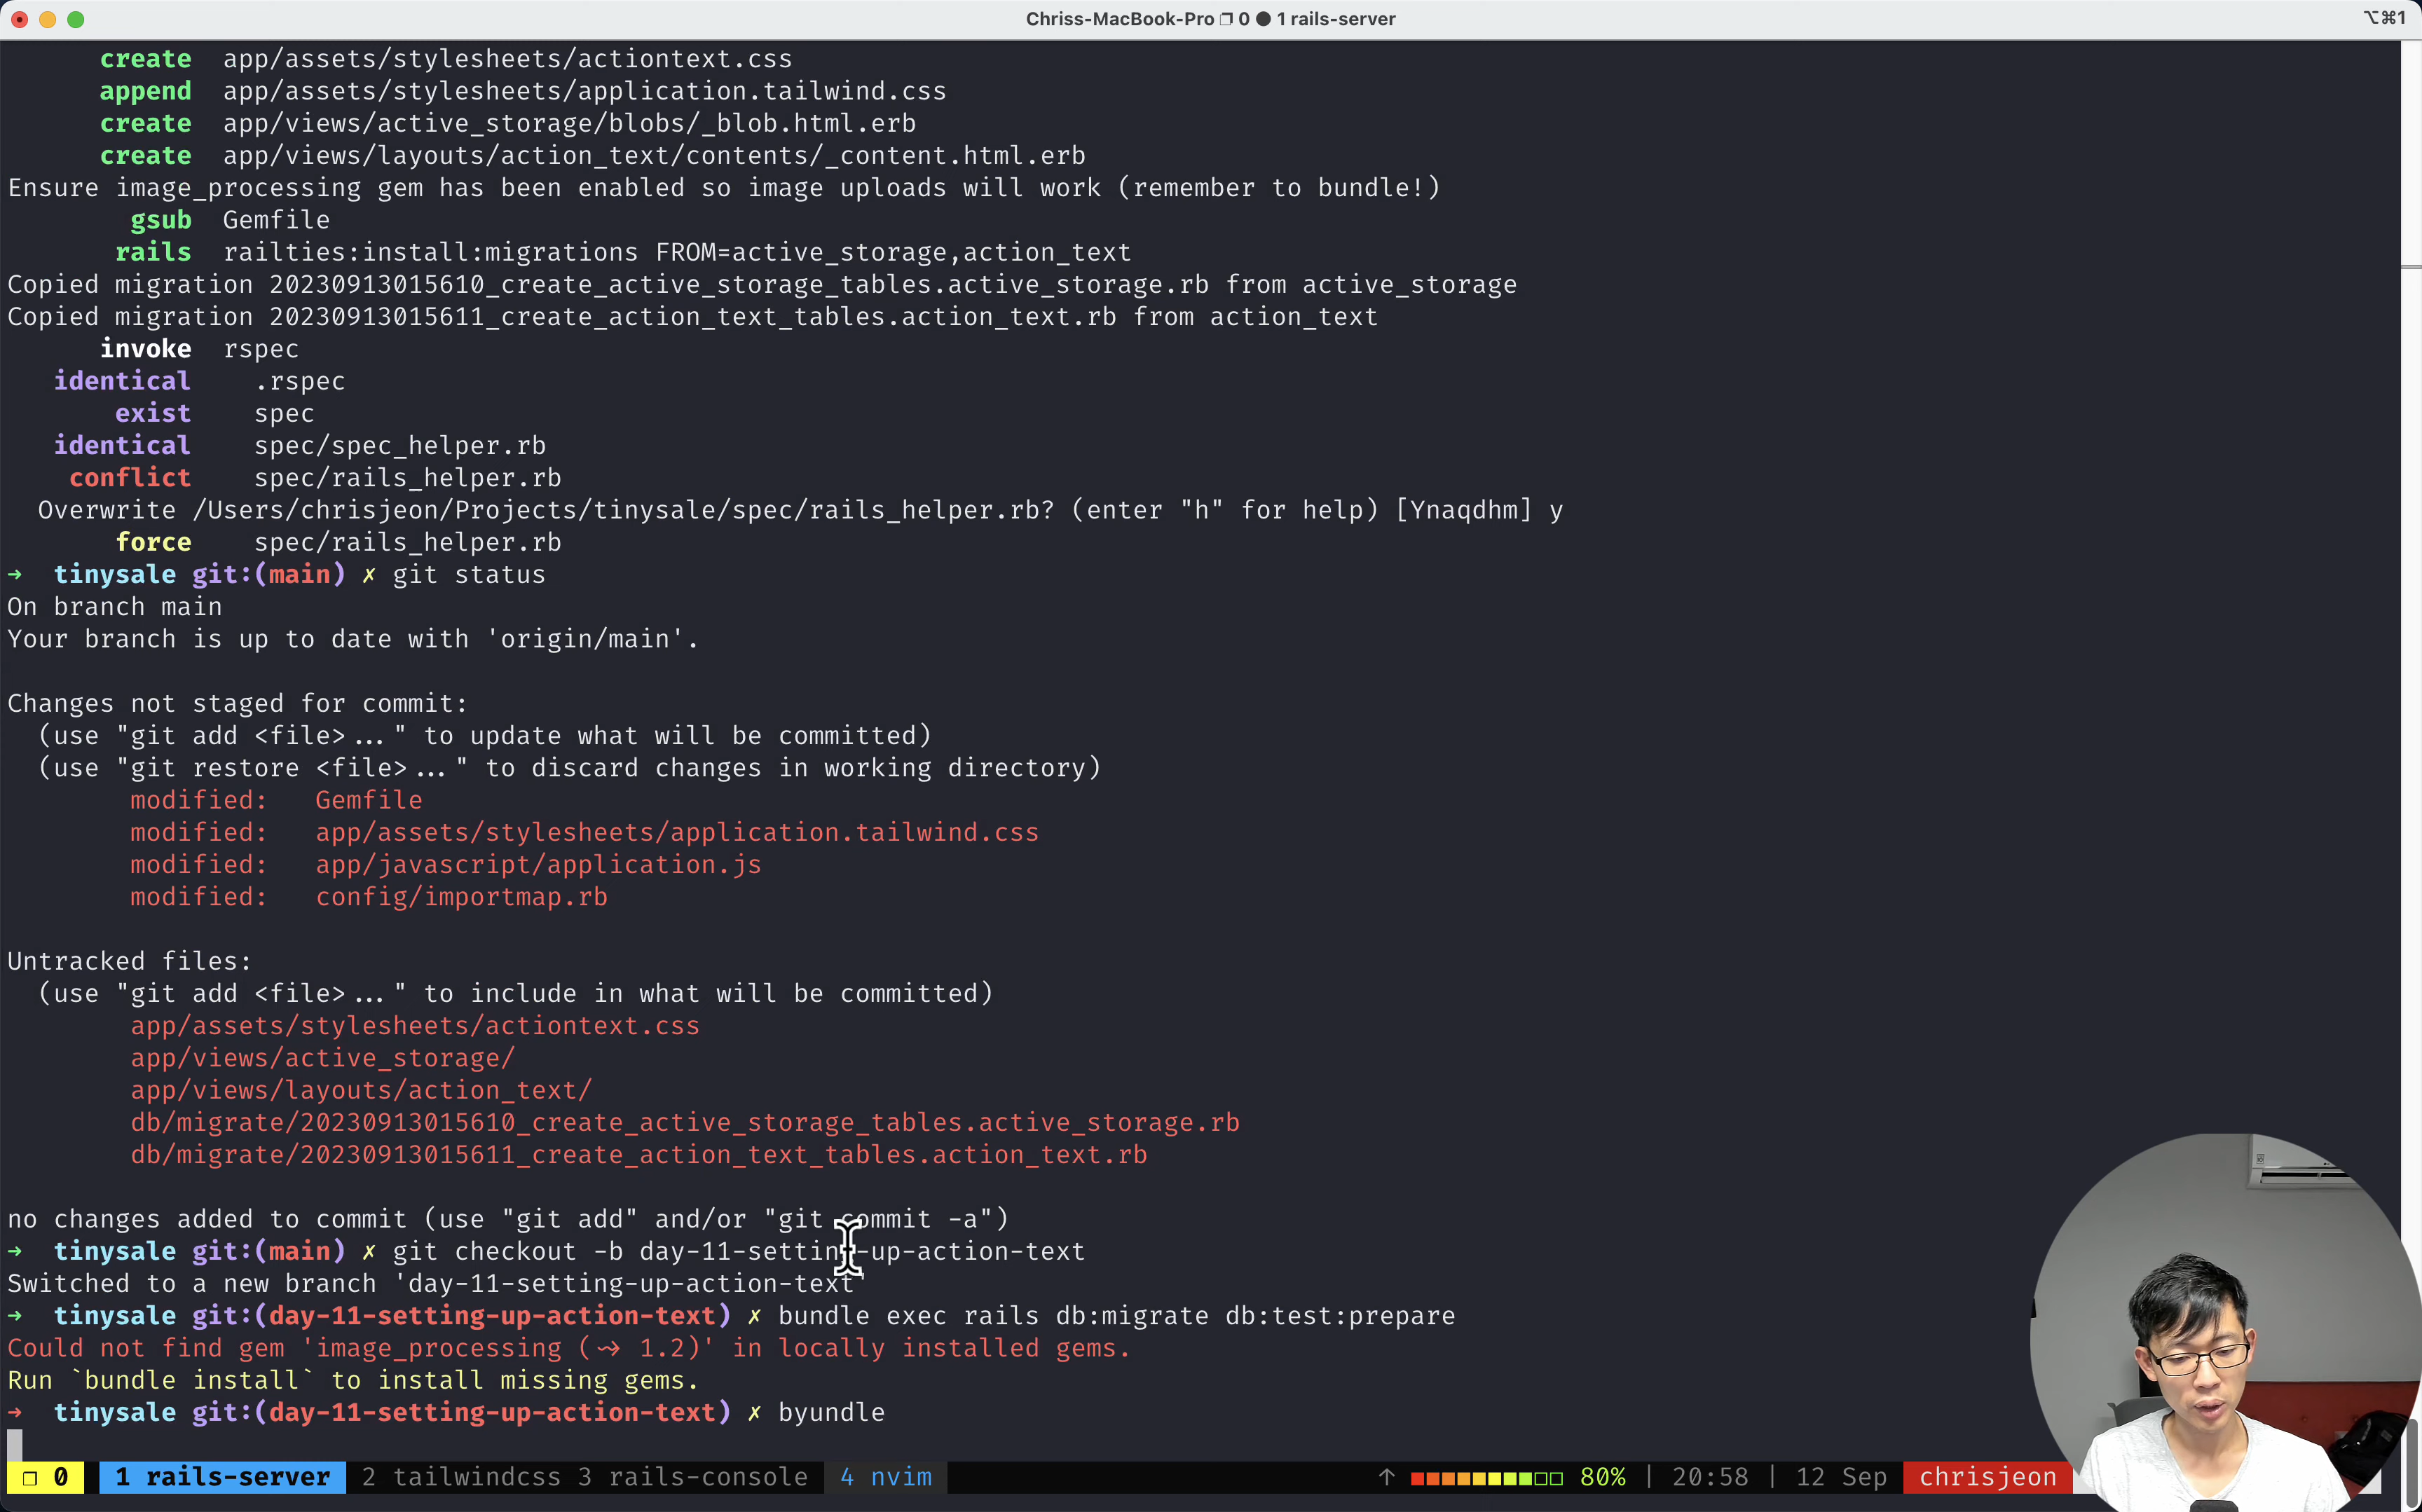 Chriss-MacBook-Pro ❐ 0 ● 1 rails-server ⌥⌘1
create app/assets/stylesheets/actiontext.css
append app/assets/stylesheets/application.tailwind.css
create app/views/active_storage/blobs/_blob.html.erb
create app/views/layouts/action_text/contents/_content.html.erb
Ensure image_processing gem has been enabled so image uploads will work (remember to bundle!)
gsub Gemfile
rails railties:install:migrations FROM=active_storage,action_text
Copied migration 20230913015610_create_active_storage_tables.active_storage.rb from active_storage
Copied migration 20230913015611_create_action_text_tables.action_text.rb from action_text
invoke rspec
identical .rspec
exist spec
identical spec/spec_helper.rb
conflict spec/rails_helper.rb
Overwrite /Users/chrisjeon/Projects/tinysale/spec/rails_helper.rb? (enter "h" for help) [Ynaqdhm] y
force spec/rails_helper.rb
➜ tinysale git:(main) ✗ git status
On branch main
Your branch is up to date with 'origin/main'.
Changes not staged for commit:
(use "git add <file>..." to update what will be committed)
(use "git restore <file>..." to discard changes in working directory)
modified: Gemfile
modified: app/assets/stylesheets/application.tailwind.css
modified: app/javascript/application.js
modified: config/importmap.rb
Untracked files:
(use "git add <file>..." to include in what will be committed)
app/assets/stylesheets/actiontext.css
app/views/active_storage/
app/views/layouts/action_text/
db/migrate/20230913015610_create_active_storage_tables.active_storage.rb
db/migrate/20230913015611_create_action_text_tables.action_text.rb
no changes added to commit (use "git add" and/or "git commit -a")
➜ tinysale git:(main) ✗ git checkout -b day-11-setting-up-action-text
Switched to a new branch 'day-11-setting-up-action-text'
➜ tinysale git:(day-11-setting-up-action-text) ✗ bundle exec rails db:migrate db:test:prepare
Could not find gem 'image_processing (~> 1.2)' in locally installed gems.
Run `bundle install` to install missing gems.
➜ tinysale git:(day-11-setting-up-action-text) ✗ byundle
❐ 0 1 rails-server 2 tailwindcss 3 rails-console 4 nvim ↑ 80% | 20:58 | 12 Sep chrisjeon